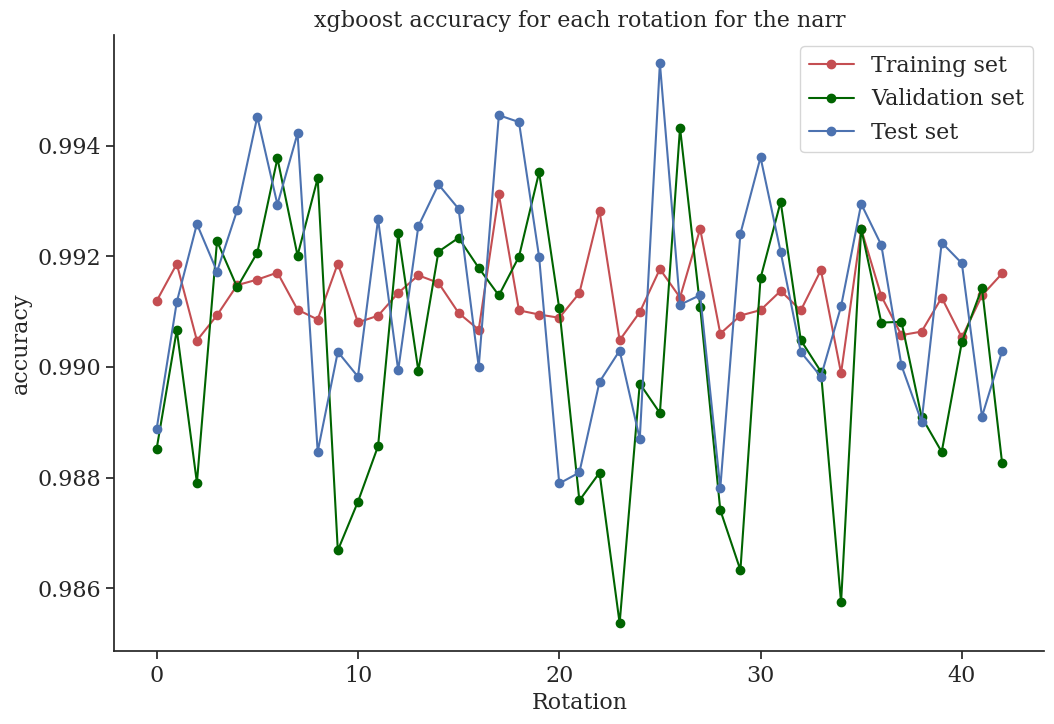 xgboost accuracy for each rotation for the narr
Training set
Validation set
Test set
0.994
0.992
0.990
0.988
0.986
accuracy
0 10 20 30 40
Rotation